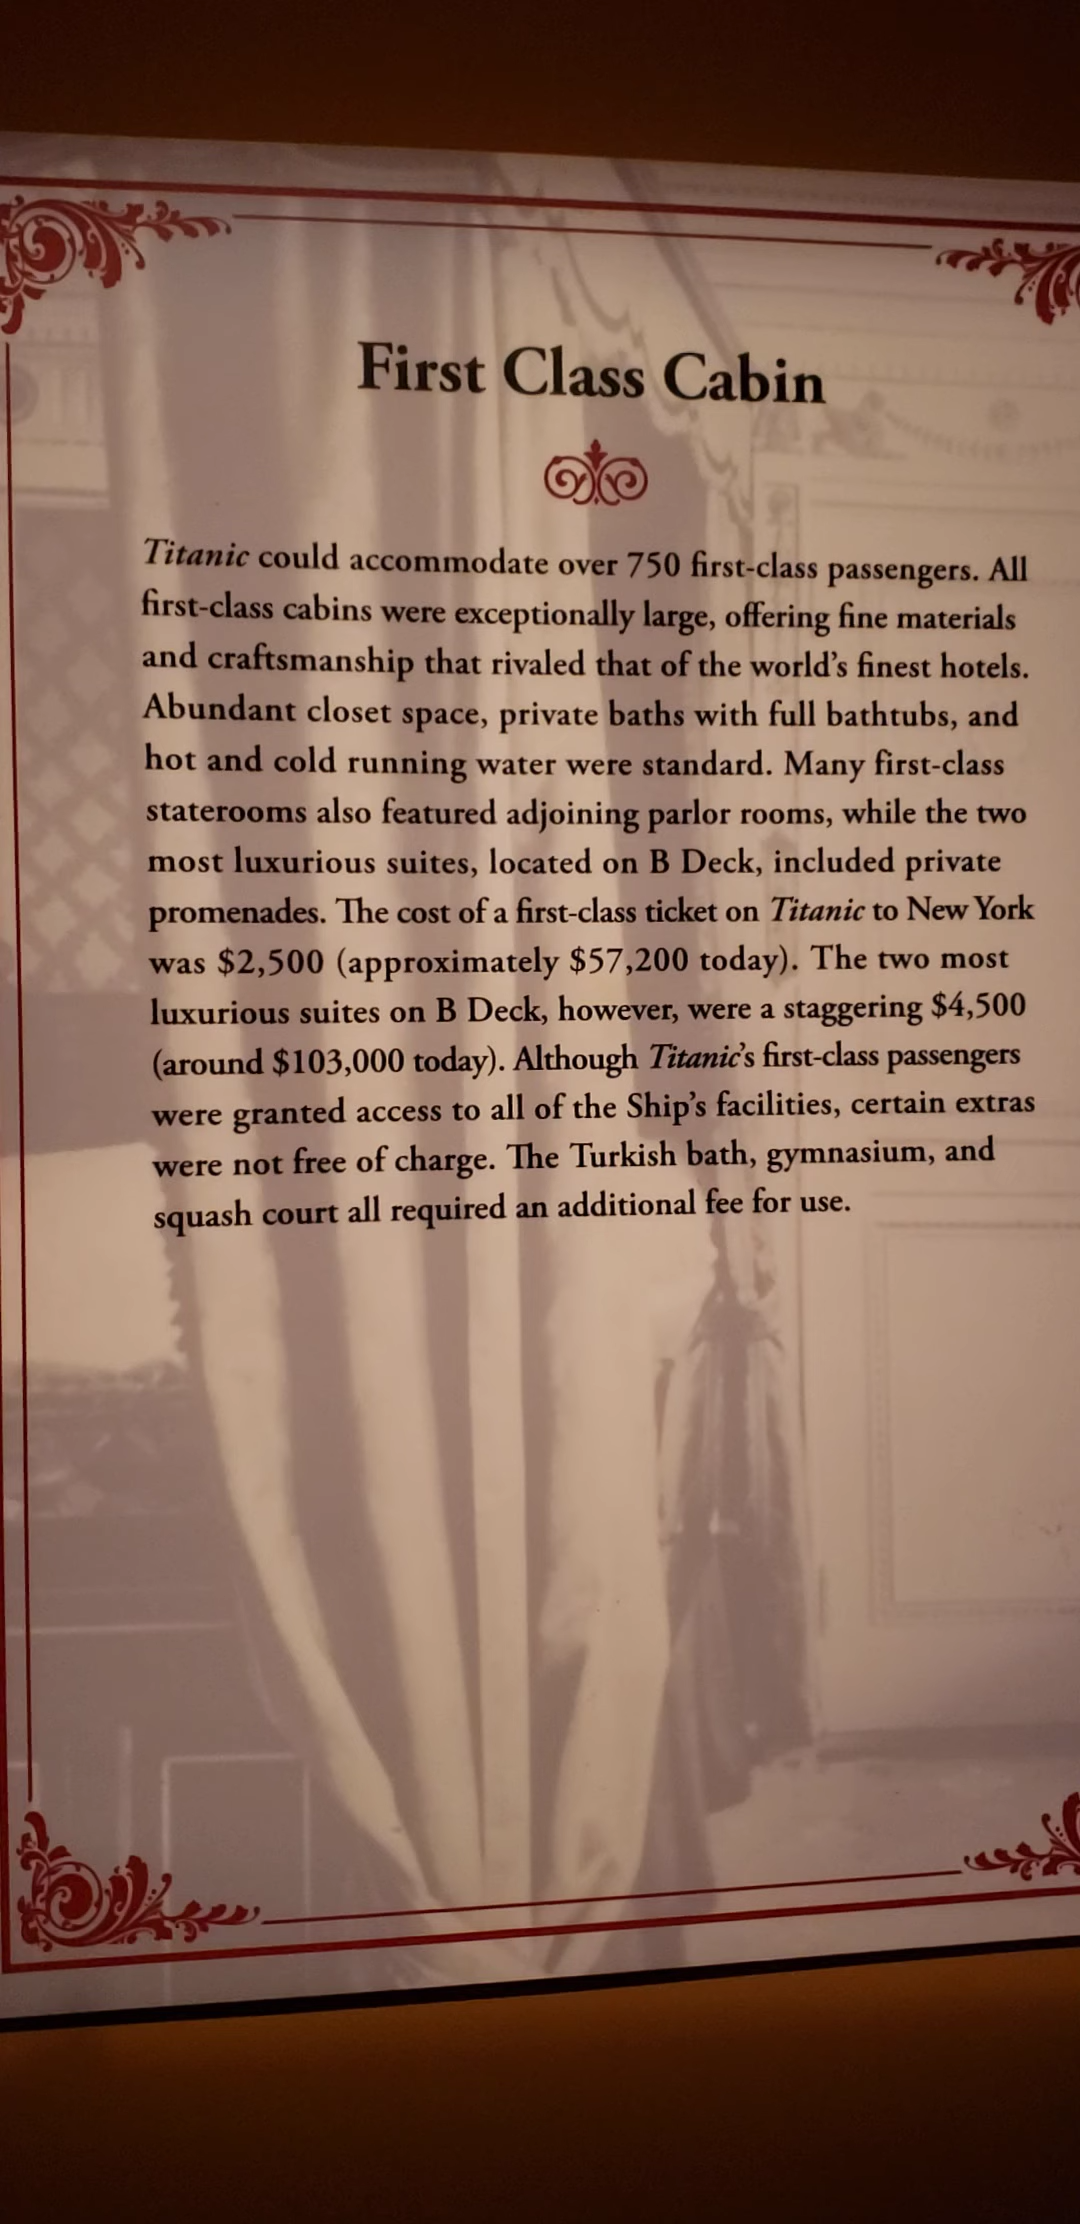 First Class Cabin
Titanic could accommodate over 750 first-class passengers. All
first-class cabins were exceptionally large, offering fine materials
and craftsmanship that rivaled that of the world's finest hotels.
Abundant closet space, private baths with full bathtubs, and
hot and cold running water were standard. Many first-class
staterooms also featured adjoining parlor rooms, while the two
most luxurious suites, located on B Deck, included private
promenades. The cost of a first-class ticket on Titanic to New York
was $2,500 (approximately $57,200 today). The two most
luxurious suites on B Deck, however, were a staggering $4,500
(around $103,000 today). Although Titanic's first-class passengers
were granted access to all of the Ship's facilities, certain extras
were not free of charge. The Turkish bath, gymnasium, and
squash court all required an additional fee for use.